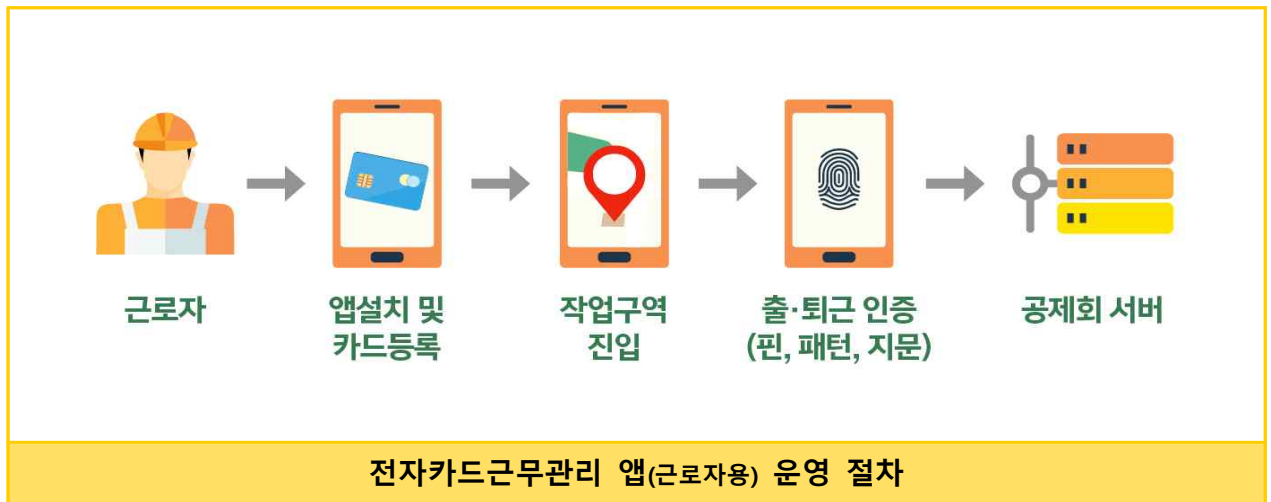 근로자
앱설치 및
카드등록
작업구역
진입
출·퇴근 인증
(핀, 패턴, 지문)
공제회 서버
전자카드근무관리 앱(근로자용) 운영 절차